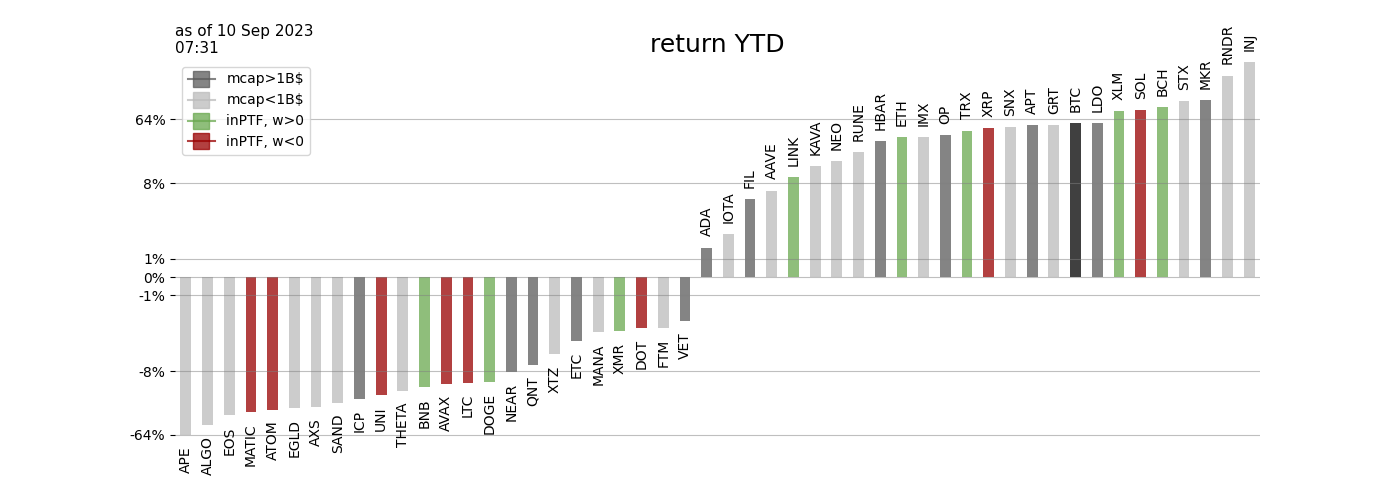 as of 10 Sep 2023
07:31
return YTD
mcap>1B$
mcap<1B$
inPTF, w>0
inPTF, w<0
64%
8%
1%
0%
-1%
-8%
-64%
APE
ALGO
EOS
MATIC
ATOM
EGLD
AXS
SAND
ICP
UNI
THETA
BNB
AVAX
LTC
DOGE
NEAR
QNT
XTZ
ETC
MANA
XMR
DOT
FTM
VET
ADA
IOTA
FIL
AAVE
LINK
KAVA
NEO
RUNE
HBAR
ETH
IMX
OP
TRX
XRP
SNX
APT
GRT
BTC
LDO
XLM
SOL
BCH
STX
MKR
RNDR
INJ